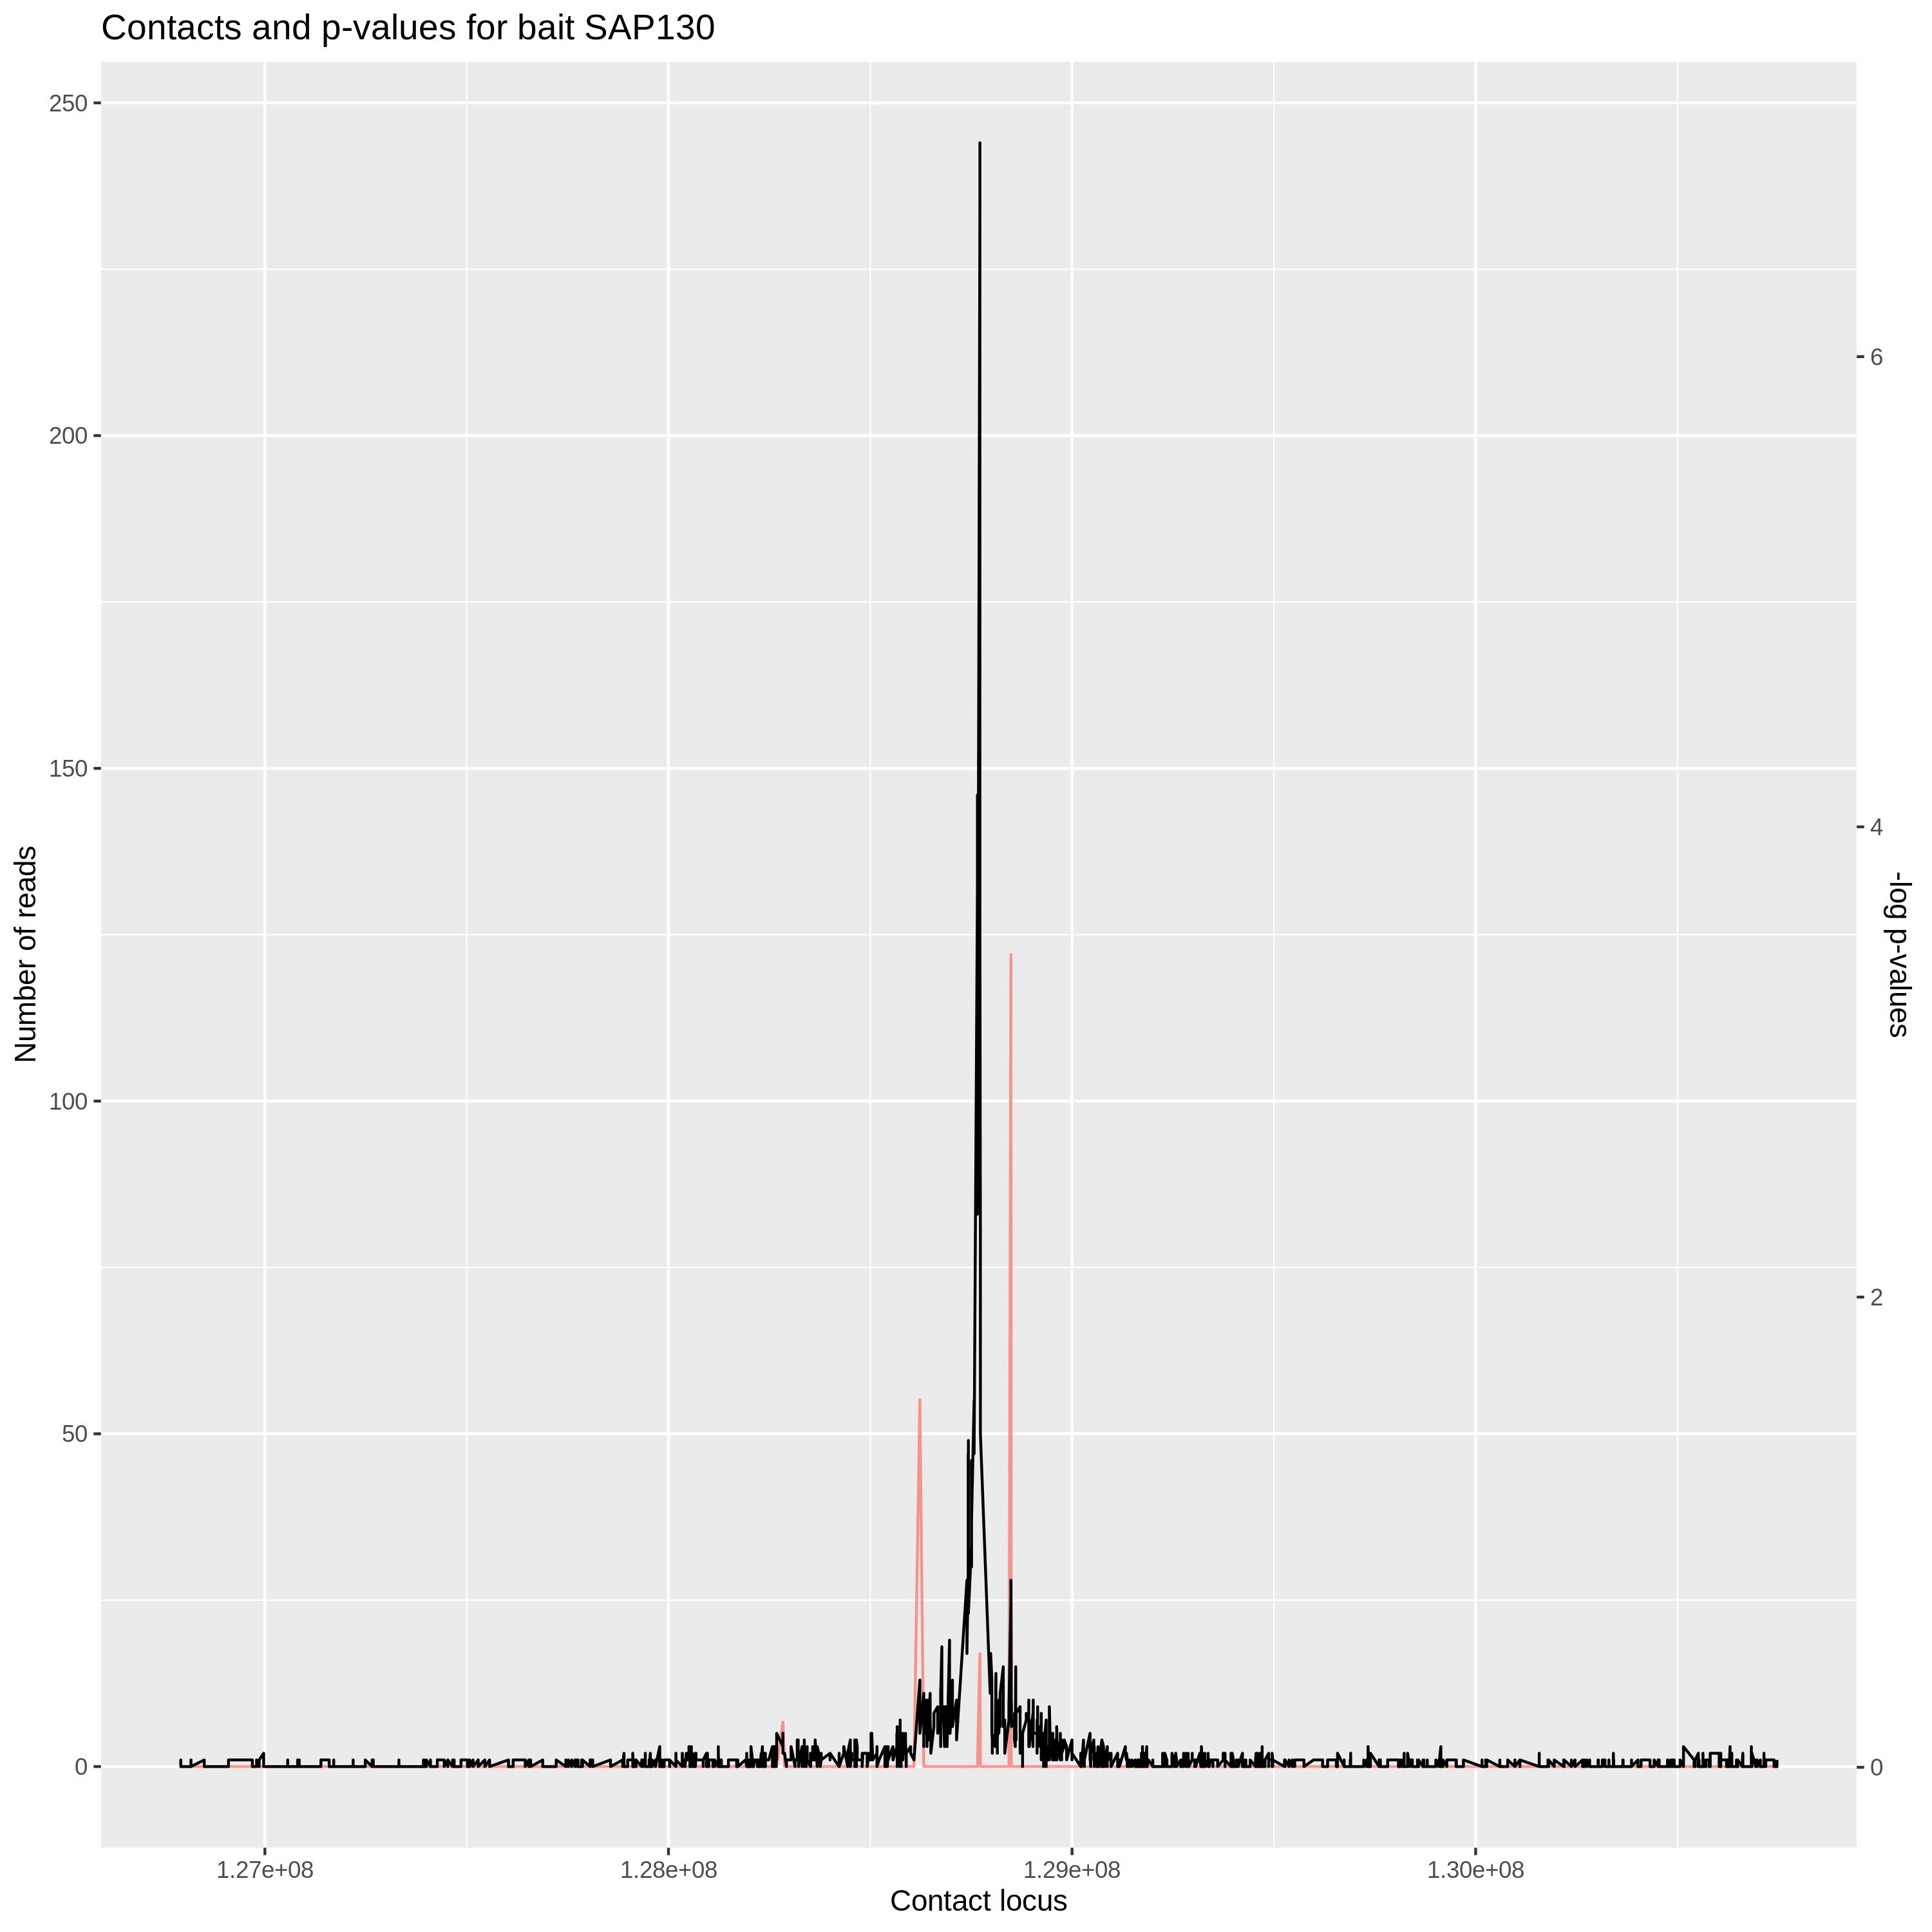 Contacts and p-values for bait SAP130
250
200
150
100
50
0
Number of reads
6
4
2
0
-log p-values
1.27e+08
1.28e+08
1.29e+08
1.30e+08
Contact locus